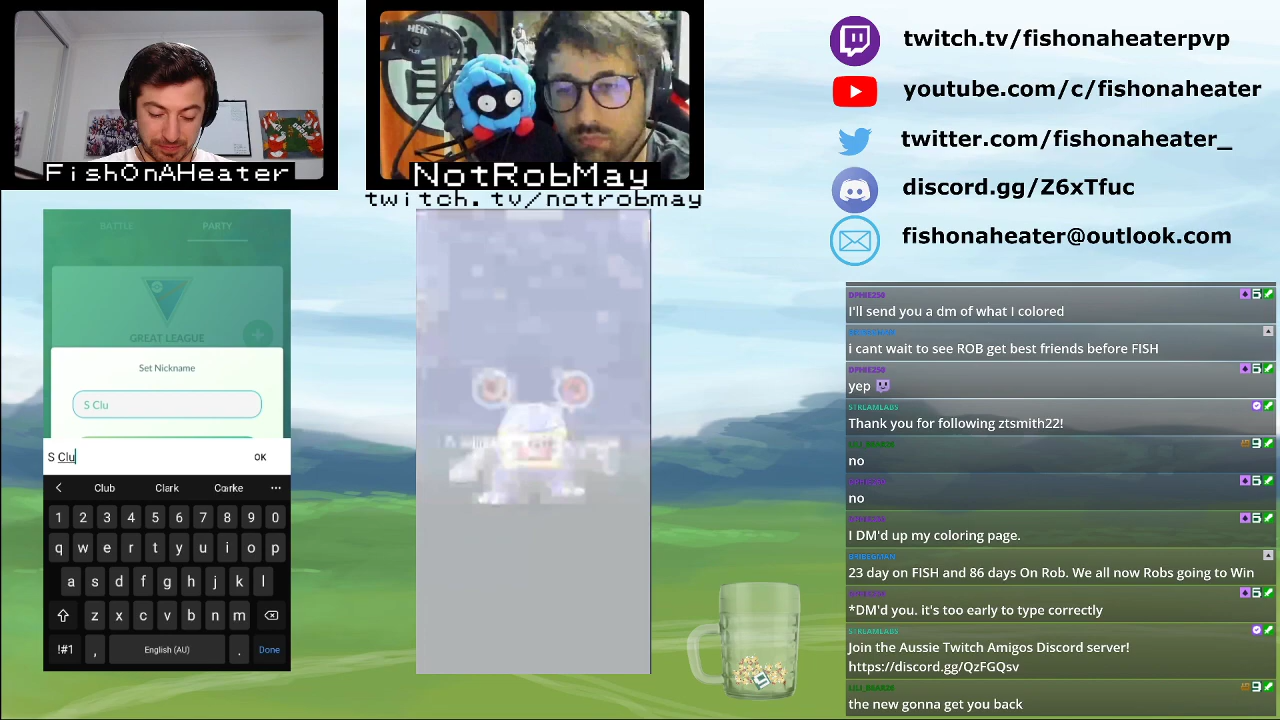 FishOnAHeater
NotRobMay
twitch.tv/notrobmay
twitch.tv/fishonaheaterpvp
youtube.com/c/fishonaheater
twitter.com/fishonaheater_
discord.gg/Z6xTfuc
fishonaheater@outlook.com
BATTLE PARTY
GREAT LEAGUE
Set Nickname
S Clu
S Clu OK
Club Clark Carke
1 2 3 4 5 6 7 8 9 0
q w e r t y u i o p
a s d f g h j k l
z x c v b n m
!#1 , English (AU) . Done
DPHIE250
I'll send you a dm of what I colored
i cant wait to see ROB get best friends before FISH
DPHIE250
yep
STREAMLABS
Thank you for following ztsmith22!
no
no
I DM'd up my coloring page.
23 day on FISH and 86 days On Rob. We all now Robs going to Win
*DM'd you. it's too early to type correctly
STREAMLABS
Join the Aussie Twitch Amigos Discord server!
https://discord.gg/QzFGQsv
the new gonna get you back